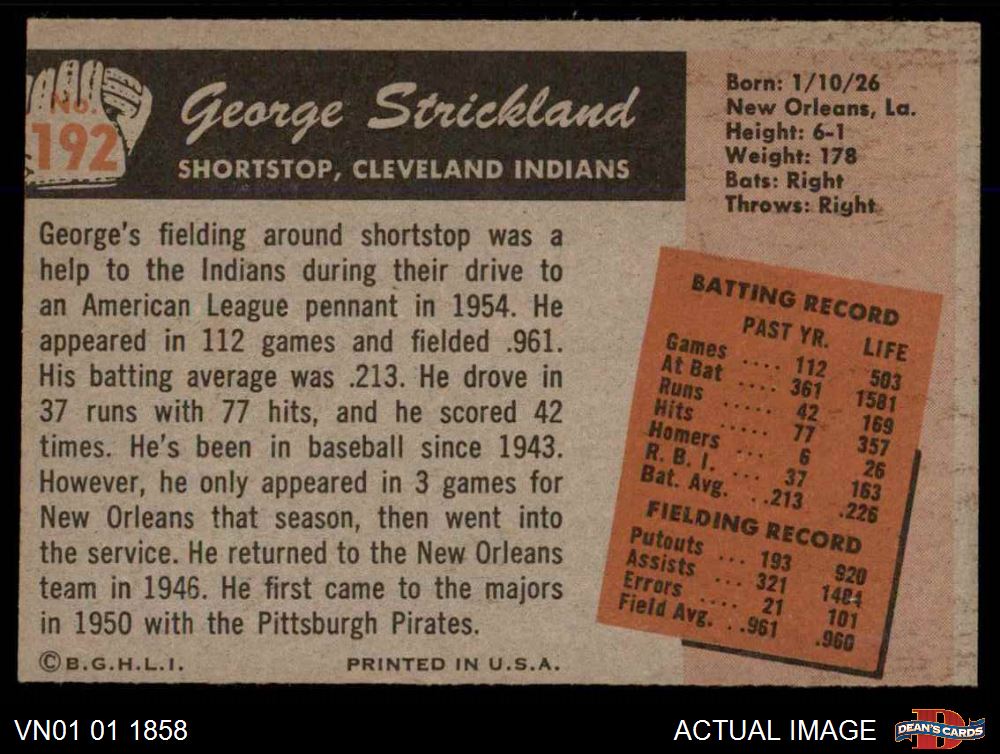 No.
192
George Strickland
SHORTSTOP, CLEVELAND INDIANS
Born: 1/10/26
New Orleans, La.
Height: 6-1
Weight: 178
Bats: Right
Throws: Right
George's fielding around shortstop was a
help to the Indians during their drive to
an American League pennant in 1954. He
appeared in 112 games and fielded .961.
His batting average was .213. He drove in
37 runs with 77 hits, and he scored 42
times. He's been in baseball since 1943.
However, he only appeared in 3 games for
New Orleans that season, then went into
the service. He returned to the New Orleans
team in 1946. He first came to the majors
in 1950 with the Pittsburgh Pirates.
BATTING RECORD
PAST YR. LIFE
Games .... 112 503
At Bat .... 361 1581
Runs ..... 42 169
Hits ..... 77 357
Homers ... 6 26
R. B. I. ... 37 163
Bat. Avg. ..213 .226
FIELDING RECORD
Putouts ... 193 920
Assists ... 321 1484
Errors .... 21 101
Field Avg. ..961 .960
©B.G.H.L.I. PRINTED IN U.S.A.
VN01 01 1858 ACTUAL IMAGE DEAN'S CARDS